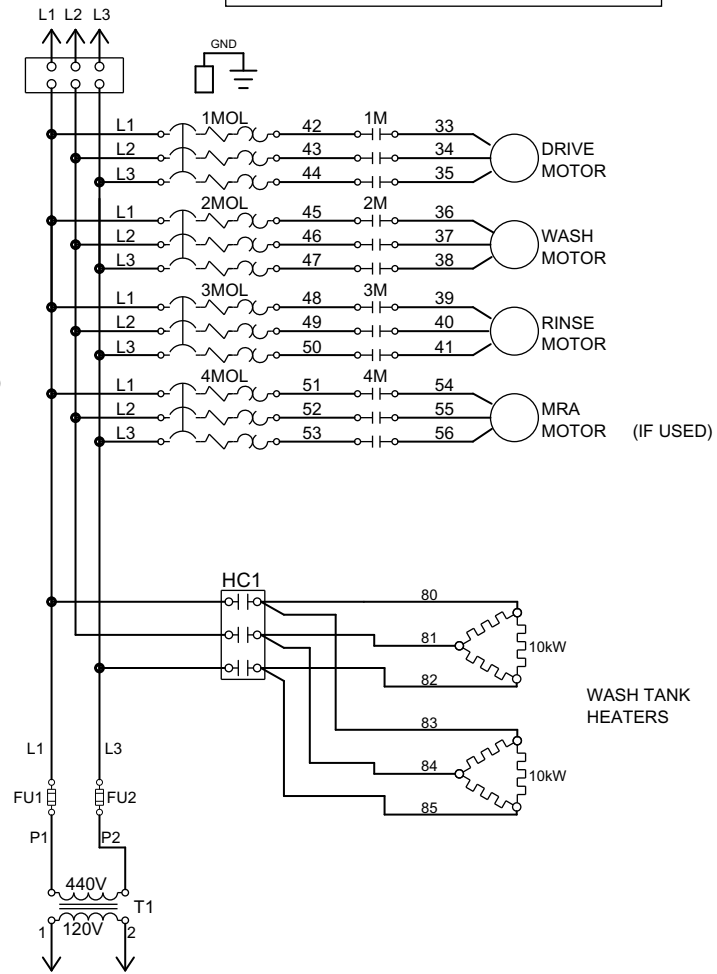 L1 L2 L3
GND
L1 1MOL 42 1M 33
L2 43 34 DRIVE
L3 44 35 MOTOR
L1 2MOL 45 2M 36
L2 46 37 WASH
L3 47 38 MOTOR
L1 3MOL 48 3M 39
L2 49 40 RINSE
L3 50 41 MOTOR
L1 4MOL 51 4M 54
L2 52 55 MRA
L3 53 56 MOTOR (IF USED)
HC1
80
81 10kW
82
WASH TANK
HEATERS
83
84 10kW
85
L1 L3
FU1 FU2
P1 P2
440V
T1
1 120V 2